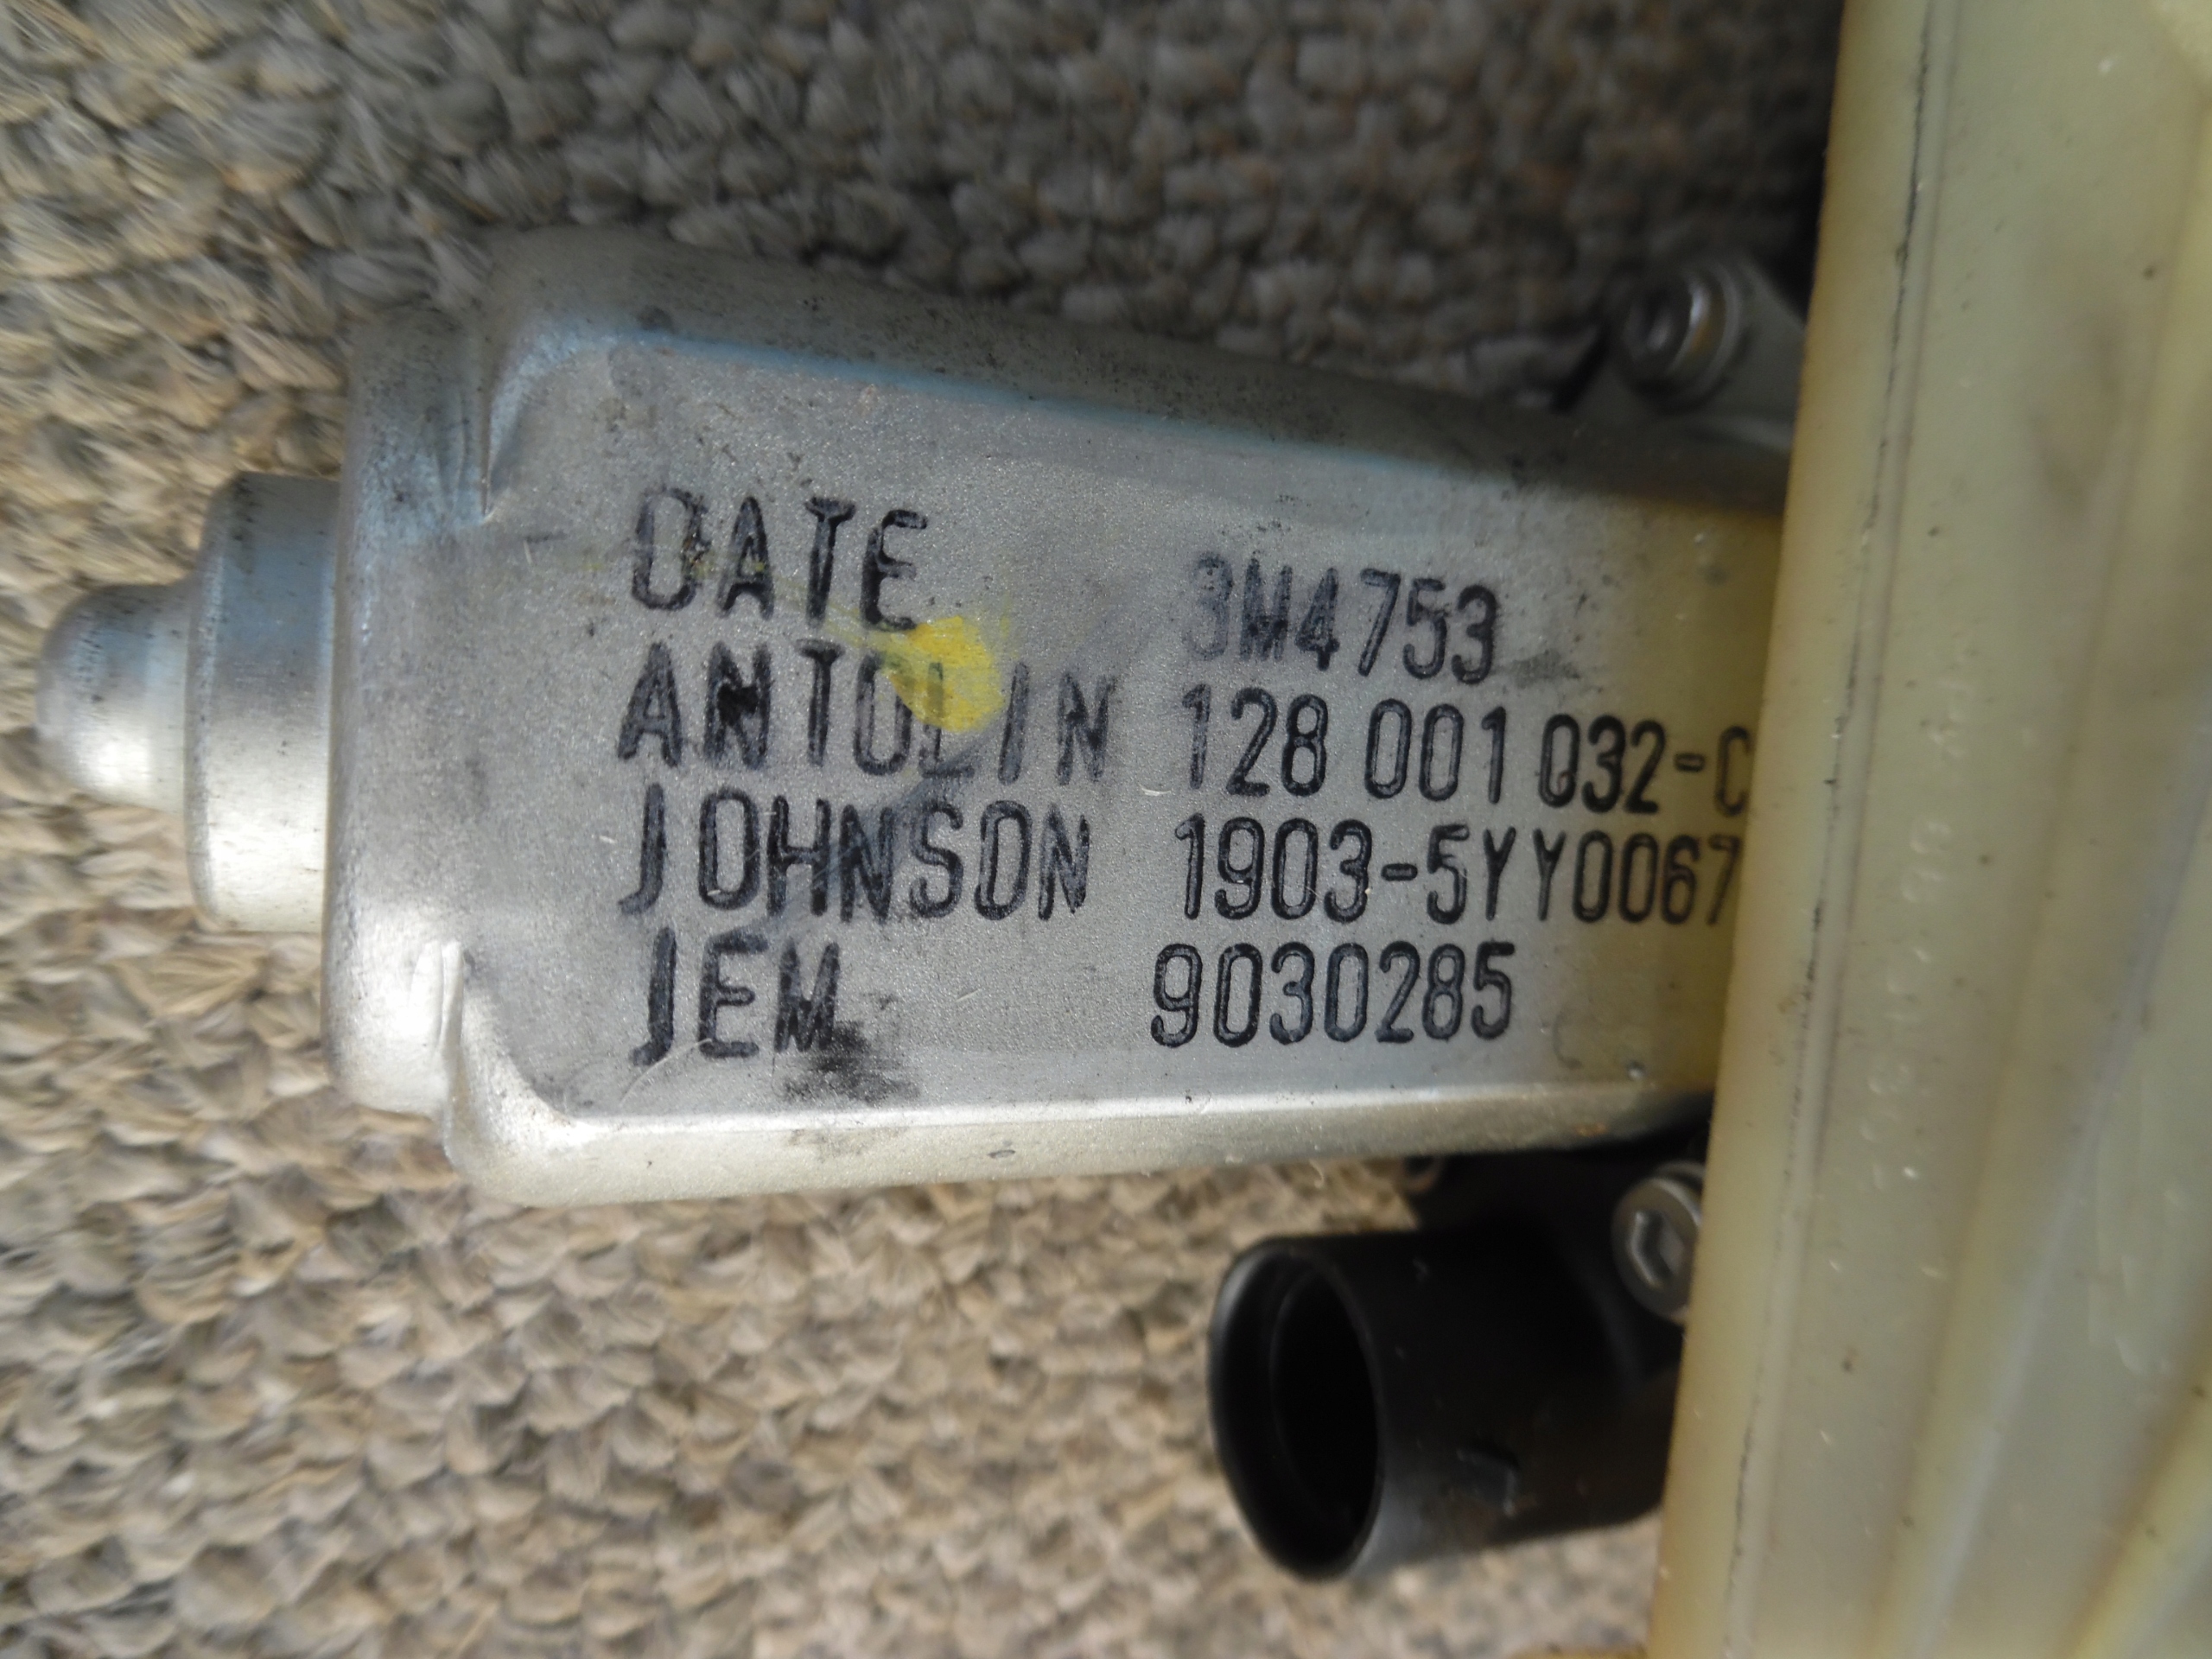 DATE 3M4753
ANTOLIN 128 001 032-C
JOHNSON 1903-5YY0067
JEM 9030285